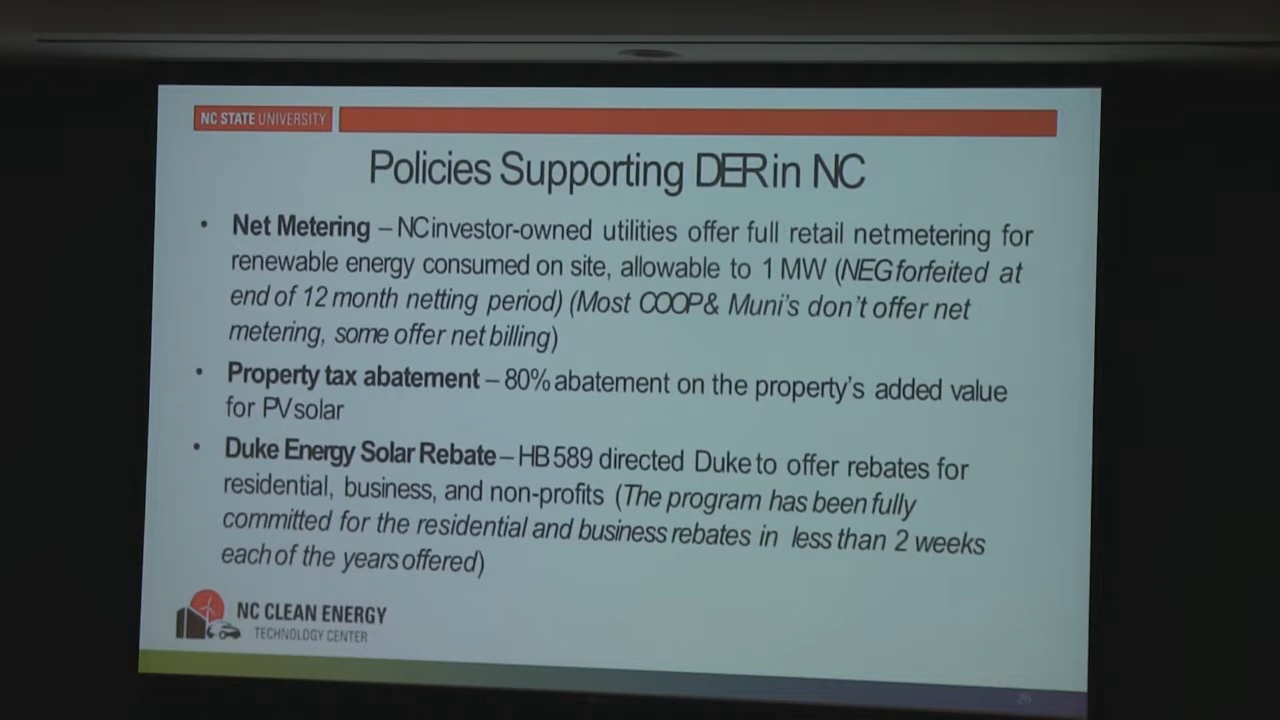 NC STATE UNIVERSITY
Policies Supporting DER in NC
• Net Metering – NC investor-owned utilities offer full retail net metering for
renewable energy consumed on site, allowable to 1 MW (NEG forfeited at
end of 12 month netting period) (Most COOP & Muni's don't offer net
metering, some offer net billing)
• Property tax abatement – 80% abatement on the property's added value
for PV solar
• Duke Energy Solar Rebate – HB 589 directed Duke to offer rebates for
residential, business, and non-profits (The program has been fully
committed for the residential and business rebates in less than 2 weeks
each of the years offered)
NC CLEAN ENERGY
TECHNOLOGY CENTER